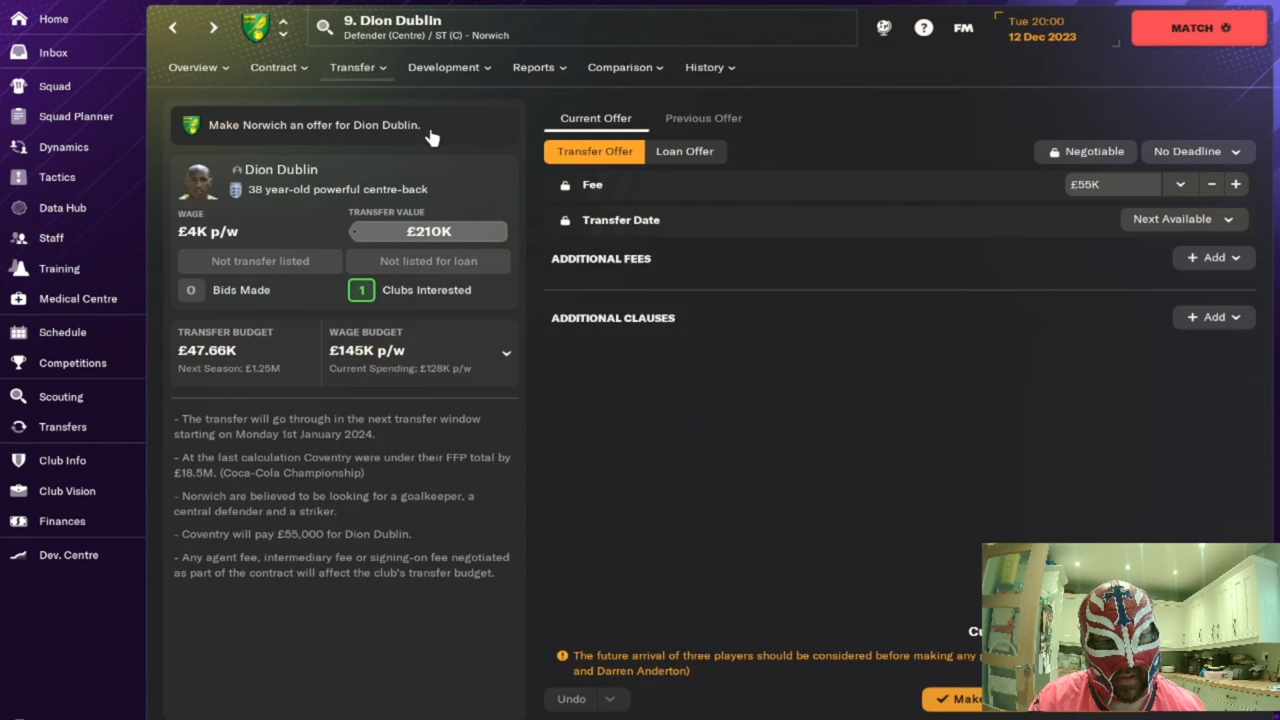 Home
Inbox
Squad
Squad Planner
Dynamics
Tactics
Data Hub
Staff
Training
Medical Centre
Schedule
Competitions
Scouting
Transfers
Club Info
Club Vision
Finances
Dev. Centre
9. Dion Dublin
Defender (Centre) / ST (C) - Norwich
?
FM
Tue 20:00
12 Dec 2023
MATCH
Overview
Contract
Transfer
Development
Reports
Comparison
History
Make Norwich an offer for Dion Dublin.
Dion Dublin
38 year-old powerful centre-back
WAGE
£4K p/w
TRANSFER VALUE
£210K
Not transfer listed
Not listed for loan
0 Bids Made
1 Clubs Interested
TRANSFER BUDGET
£47.66K
Next Season: £1.25M
WAGE BUDGET
£145K p/w
Current Spending: £128K p/w
- The transfer will go through in the next transfer window
starting on Monday 1st January 2024.
- At the last calculation Coventry were under their FFP total by
£18.5M. (Coca-Cola Championship)
- Norwich are believed to be looking for a goalkeeper, a
central defender and a striker.
- Coventry will pay £55,000 for Dion Dublin.
- Any agent fee, intermediary fee or signing-on fee negotiated
as part of the contract will affect the club's transfer budget.
Current Offer
Previous Offer
Transfer Offer
Loan Offer
Negotiable
No Deadline
Fee
£55K
Transfer Date
Next Available
ADDITIONAL FEES
Add
ADDITIONAL CLAUSES
Add
The future arrival of three players should be considered before making any
and Darren Anderton)
Undo
Make